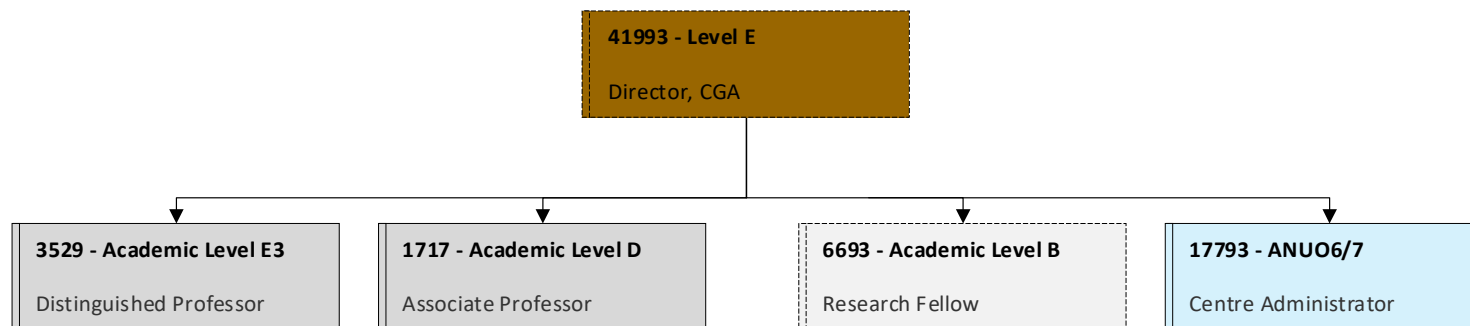 41993 - Level E
Director, CGA
3529 - Academic Level E3
Distinguished Professor
1717 - Academic Level D
Associate Professor
6693 - Academic Level B
Research Fellow
17793 - ANUO6/7
Centre Administrator